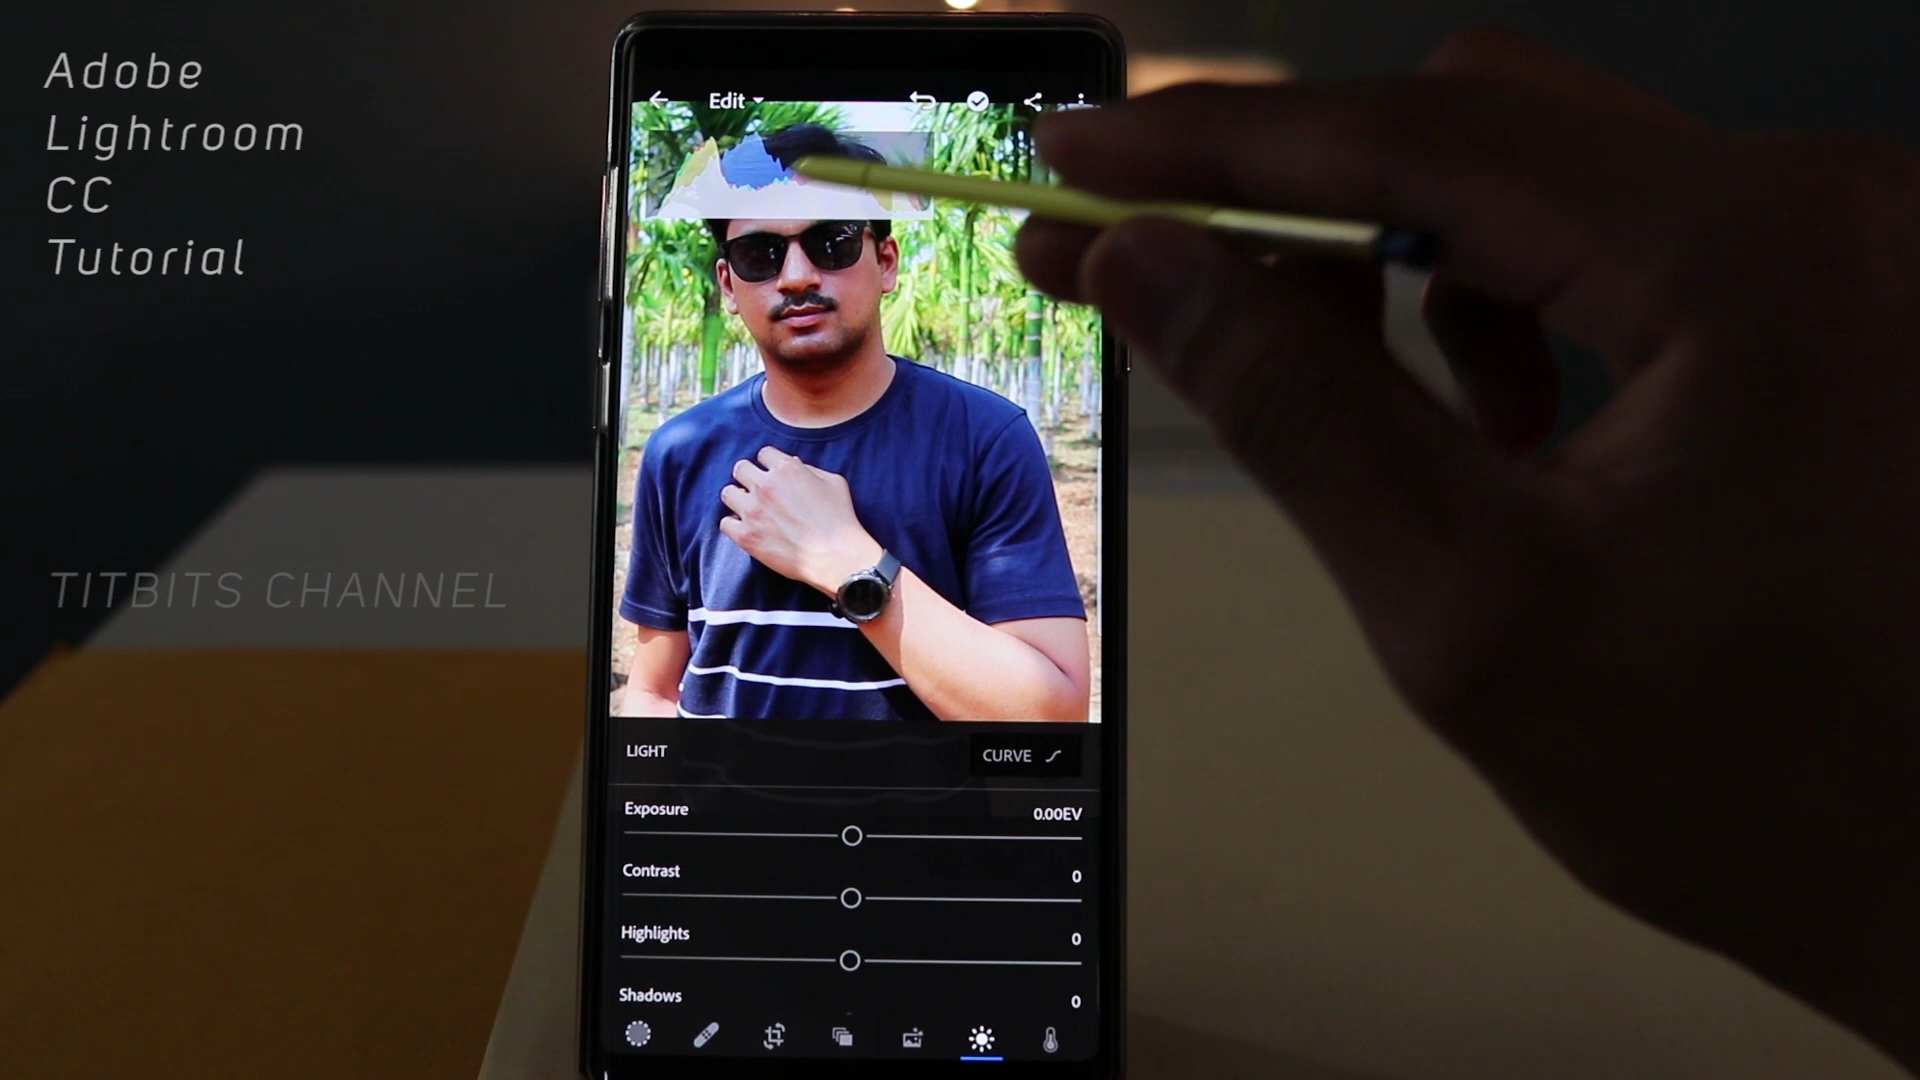 Adobe
Lightroom
CC
Tutorial
TITBITS CHANNEL
Edit
LIGHT
CURVE
Exposure 0.00EV
Contrast 0
Highlights 0
Shadows 0